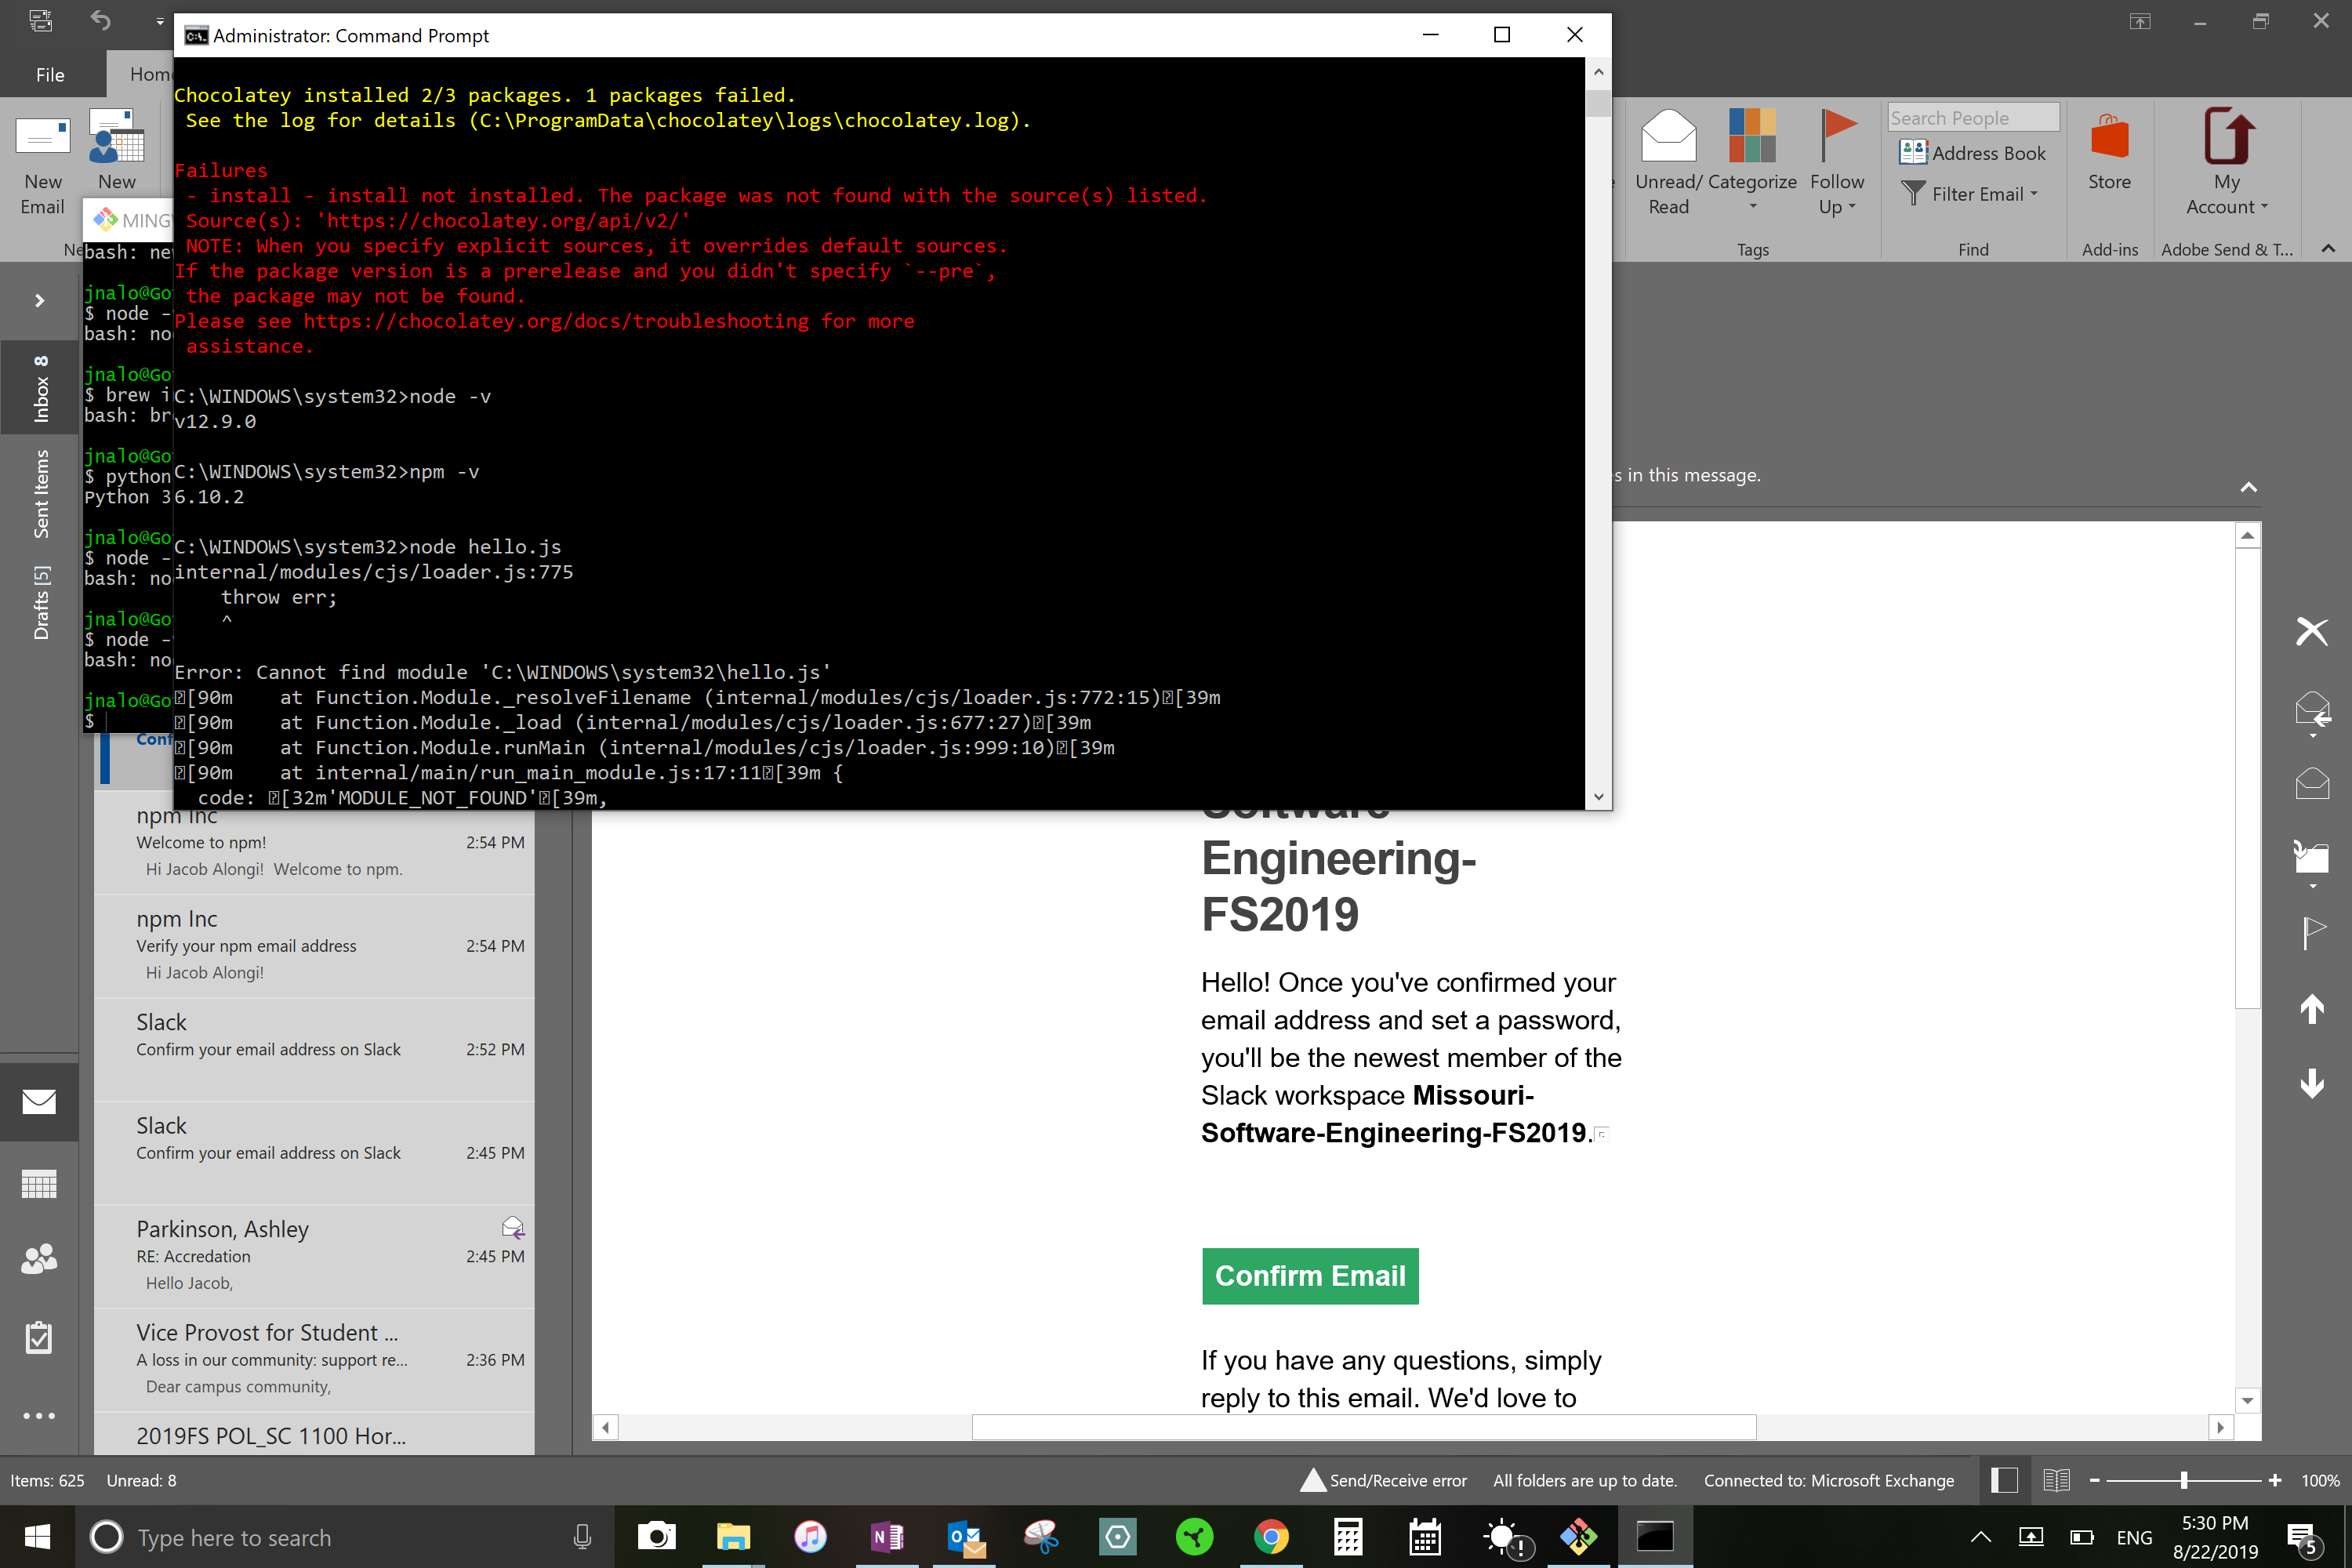 Administrator: Command Prompt
File
Home
Chocolatey installed 2/3 packages. 1 packages failed.
See the log for details (C:\ProgramData\chocolatey\logs\chocolatey.log).
Failures
- install - install not installed. The package was not found with the source(s) listed.
Source(s): 'https://chocolatey.org/api/v2/'
NOTE: When you specify explicit sources, it overrides default sources.
If the package version is a prerelease and you didn't specify `--pre`,
the package may not be found.
Please see https://chocolatey.org/docs/troubleshooting for more
assistance.
C:\WINDOWS\system32>node -v
v12.9.0
C:\WINDOWS\system32>npm -v
6.10.2
C:\WINDOWS\system32>node hello.js
internal/modules/cjs/loader.js:775
throw err;
^
Error: Cannot find module 'C:\WINDOWS\system32\hello.js'
[90m    at Function.Module._resolveFilename (internal/modules/cjs/loader.js:772:15)[39m
[90m    at Function.Module._load (internal/modules/cjs/loader.js:677:27)[39m
[90m    at Function.Module.runMain (internal/modules/cjs/loader.js:999:10)[39m
[90m    at internal/main/run_main_module.js:17:11[39m {
code: [32m'MODULE_NOT_FOUND'[39m,
New
Email
New
MING
bash: ne
jnalo@Go
$ node -
bash: no
jnalo@Go
$ brew i
bash: br
jnalo@Go
$ python
Python 3
jnalo@Go
$ node -
bash: no
jnalo@Go
$ node -
bash: no
jnalo@Go
$
Unread/
Read
Categorize
Follow
Up
Tags
Search People
Address Book
Filter Email
Find
Store
Add-ins
My
Account
Adobe Send & T...
Inbox 8
Sent Items
Drafts [5]
s in this message.
Conf
npm Inc
Welcome to npm! 2:54 PM
Hi Jacob Alongi!  Welcome to npm.
npm Inc
Verify your npm email address 2:54 PM
Hi Jacob Alongi!
Slack
Confirm your email address on Slack 2:52 PM
Slack
Confirm your email address on Slack 2:45 PM
Parkinson, Ashley
RE: Accredation 2:45 PM
Hello Jacob,
Vice Provost for Student ...
A loss in our community: support re... 2:36 PM
Dear campus community,
2019FS POL_SC 1100 Hor...
Software
Engineering-
FS2019
Hello! Once you've confirmed your
email address and set a password,
you'll be the newest member of the
Slack workspace Missouri-
Software-Engineering-FS2019.
Confirm Email
If you have any questions, simply
reply to this email. We'd love to
Items: 625 Unread: 8
Send/Receive error
All folders are up to date.
Connected to: Microsoft Exchange
100%
Type here to search
ENG
5:30 PM
8/22/2019
5